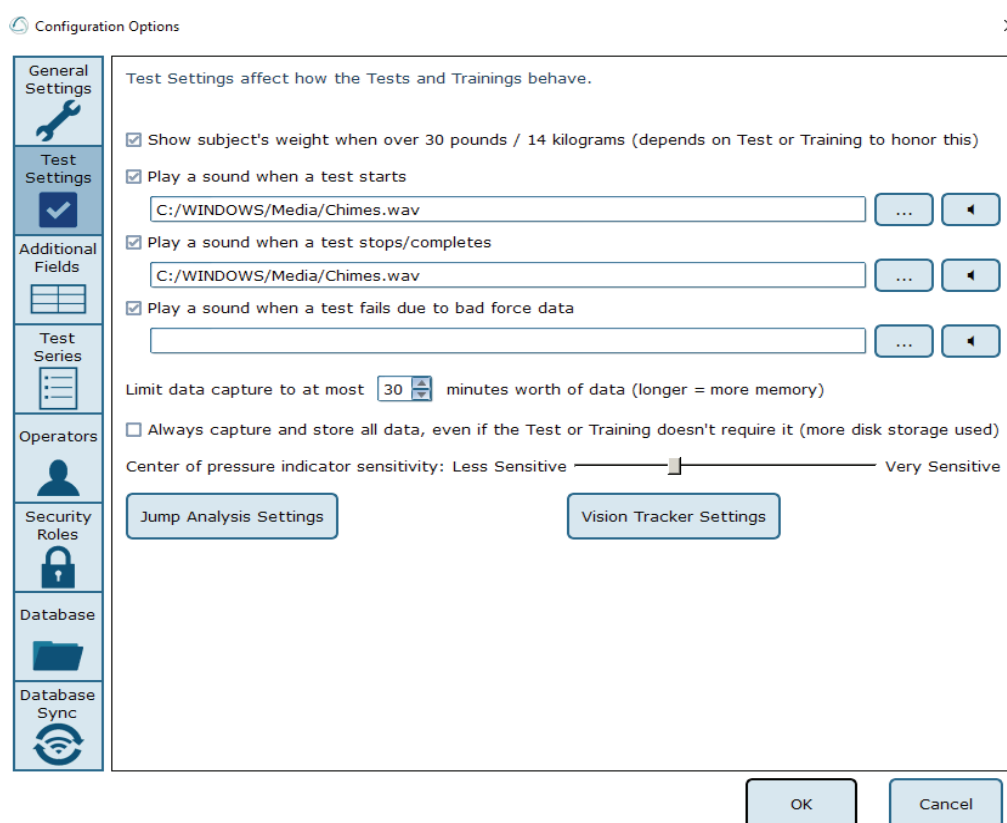 Configuration Options
General
Settings
Test
Settings
Additional
Fields
Test
Series
Operators
Security
Roles
Database
Database
Sync
Test Settings affect how the Tests and Trainings behave.
Show subject's weight when over 30 pounds / 14 kilograms (depends on Test or Training to honor this)
Play a sound when a test starts
C:/WINDOWS/Media/Chimes.wav ...
Play a sound when a test stops/completes
C:/WINDOWS/Media/Chimes.wav ...
Play a sound when a test fails due to bad force data
...
Limit data capture to at most 30 minutes worth of data (longer = more memory)
Always capture and store all data, even if the Test or Training doesn't require it (more disk storage used)
Center of pressure indicator sensitivity: Less Sensitive Very Sensitive
Jump Analysis Settings Vision Tracker Settings
OK Cancel